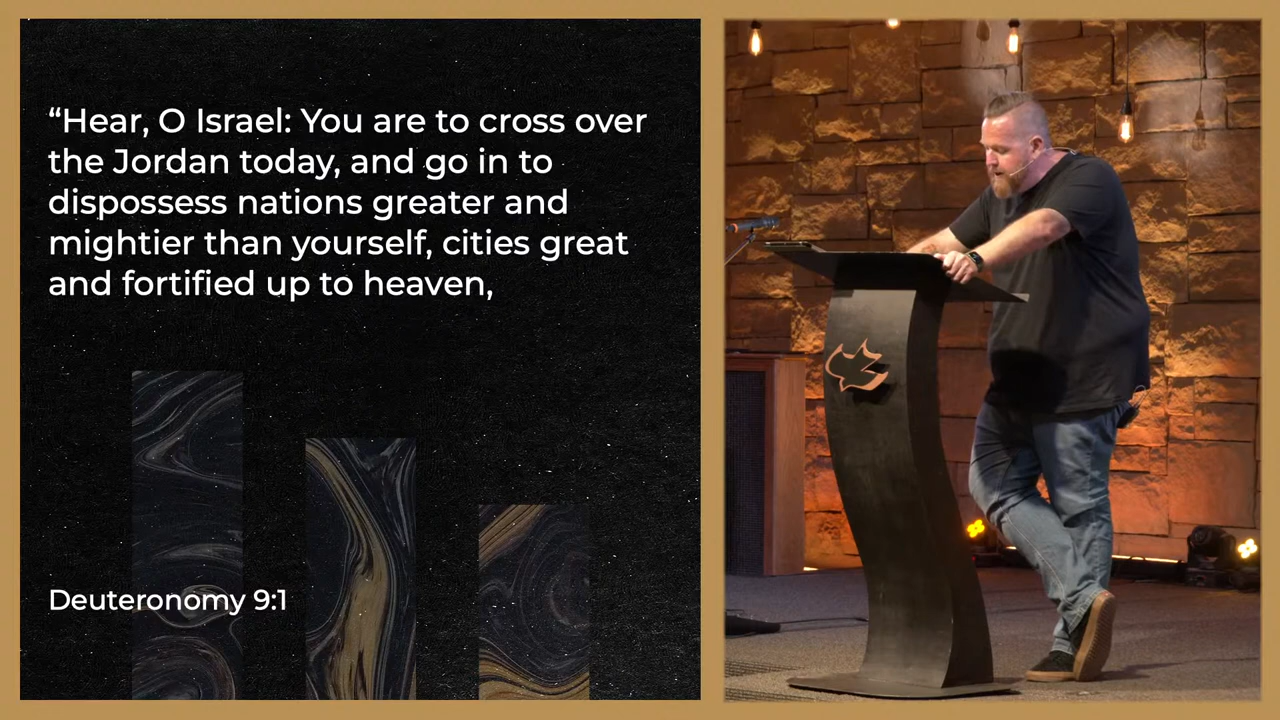 “Hear, O Israel: You are to cross over
the Jordan today, and go in to
dispossess nations greater and
mightier than yourself, cities great
and fortified up to heaven,
Deuteronomy 9:1